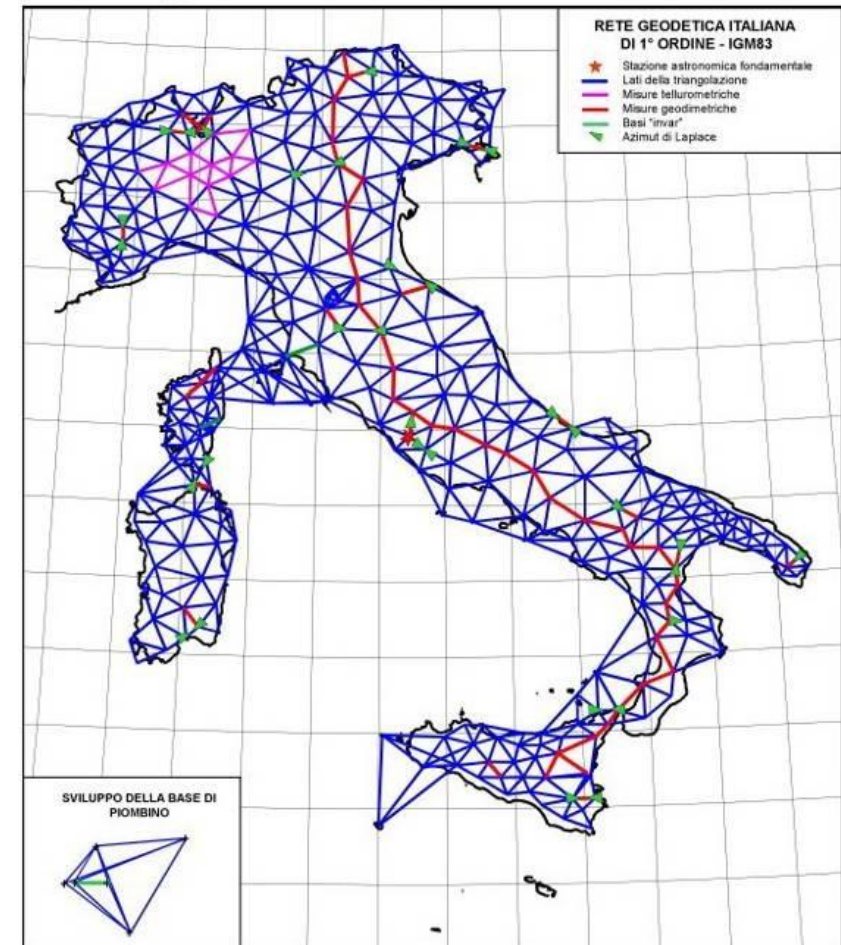 RETE GEODETICA ITALIANA
DI 1° ORDINE - IGM83
Stazione astronomica fondamentale
Lati della triangolazione
Misure tellurometriche
Misure geodimetriche
Basi "invar"
Azimut di Laplace
SVILUPPO DELLA BASE DI
PIOMBINO